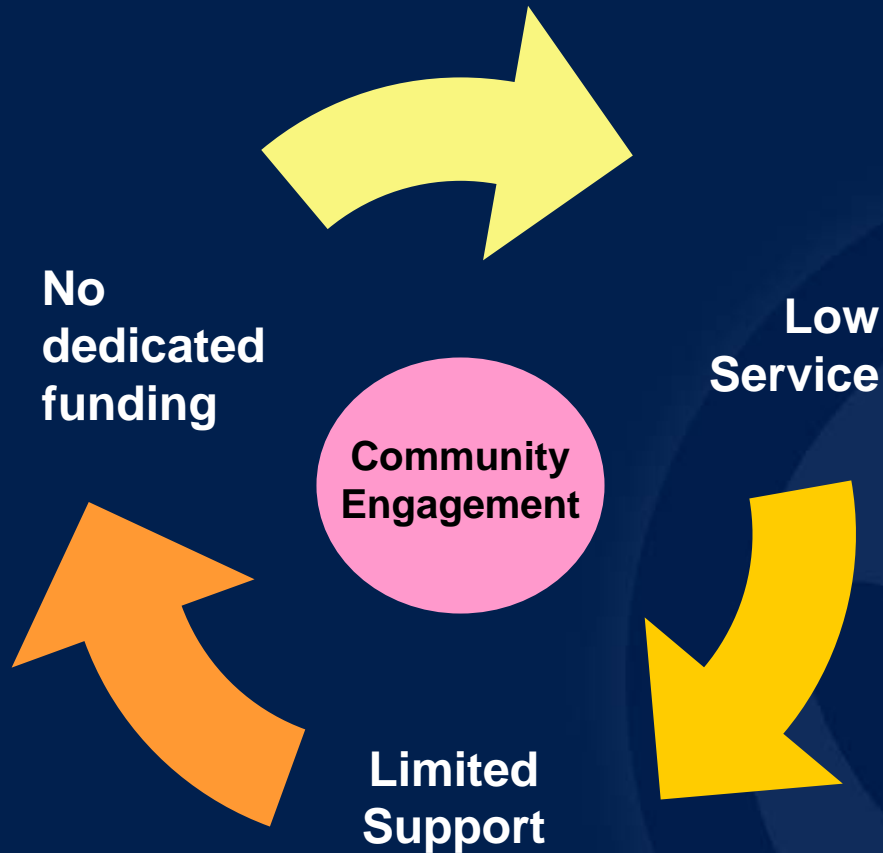 No
dedicated
funding
Low
Service
Community
Engagement
Limited
Support